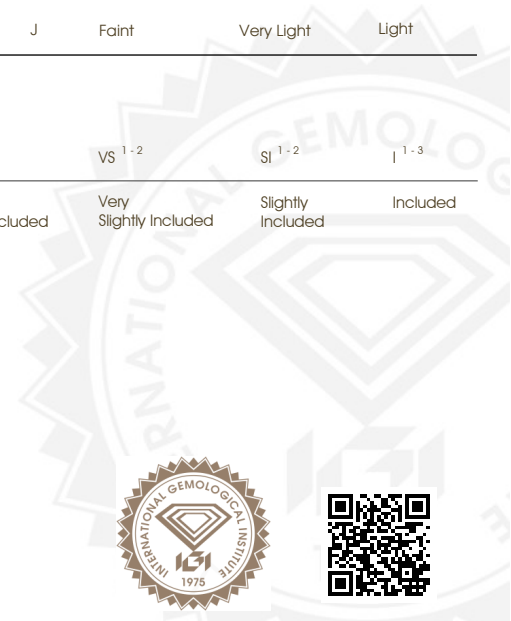 J Faint Very Light Light
VS 1 - 2 SI 1 - 2 I 1 - 3
Very Slightly Included
cluded Slightly Included Included
INTERNATIONAL GEMOLOGICAL INSTITUTE
IGI
1975